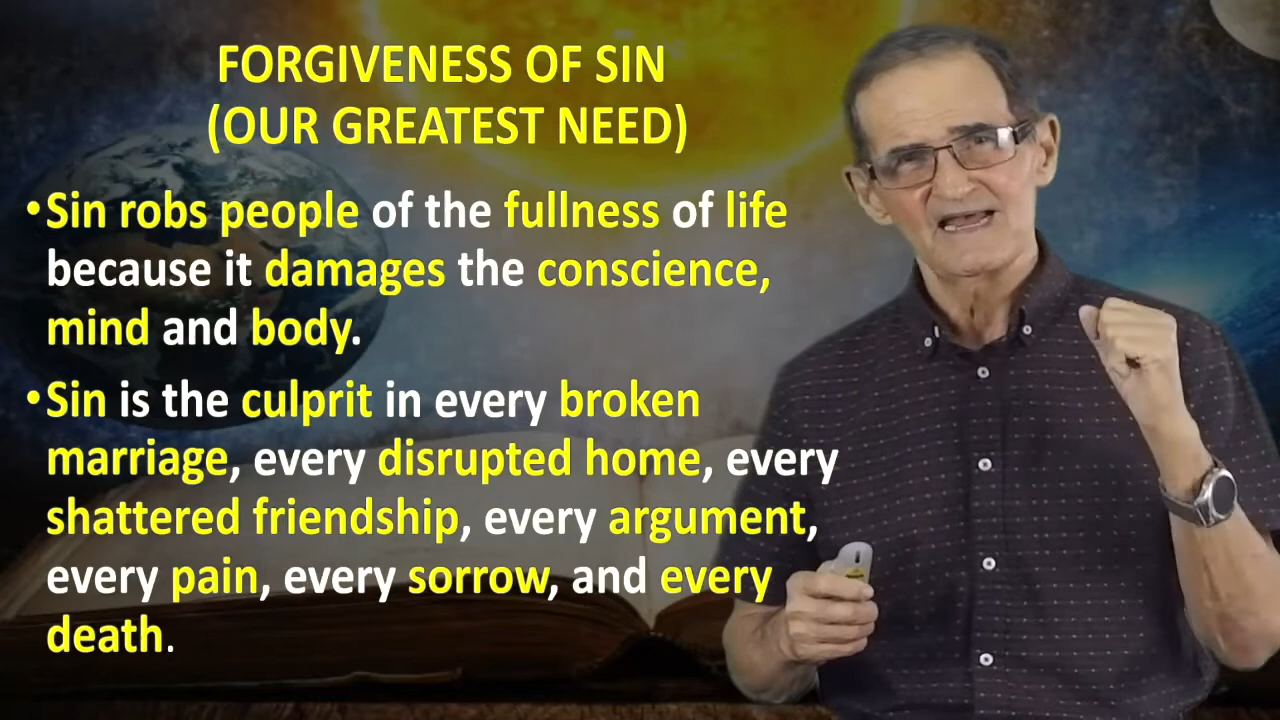 FORGIVENESS OF SIN
(OUR GREATEST NEED)
•Sin robs people of the fullness of life
because it damages the conscience,
mind and body.
•Sin is the culprit in every broken
marriage, every disrupted home, every
shattered friendship, every argument,
every pain, every sorrow, and every
death.